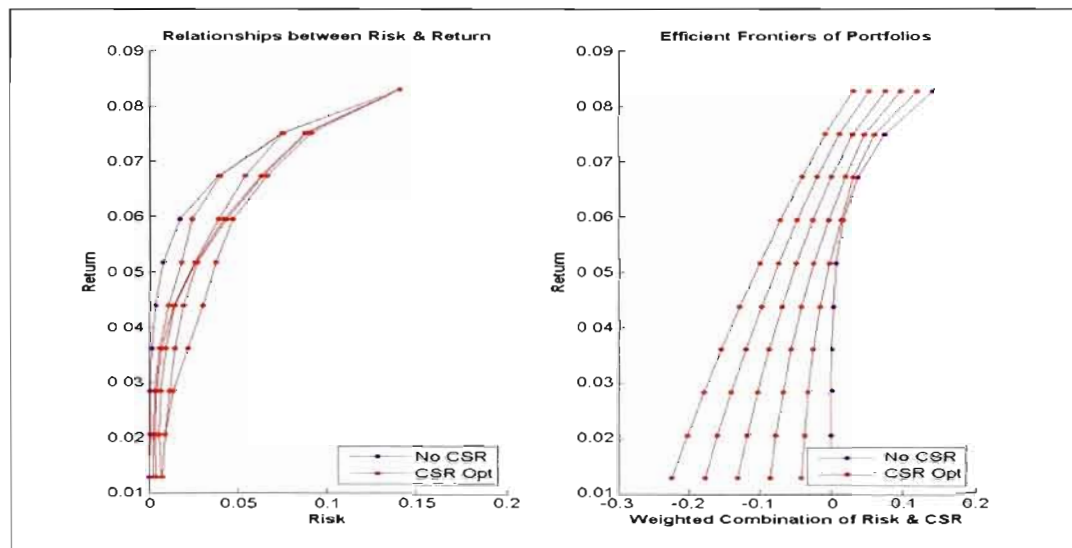 Relationships between Risk & Return
0.09
0.08
0.07
0.06
0.05
0.04
0.03
0.02
0.01
Return
0
0.05
0.1
0.15
0.2
Risk
No CSR
CSR Opt
Efficient Frontiers of Portfolios
0.09
0.08
0.07
0.06
0.05
0.04
0.03
0.02
0.01
Return
-0.3
-0.2
-0.1
0
0.1
0.2
Weighted Combination of Risk & CSR
No CSR
CSR Opt